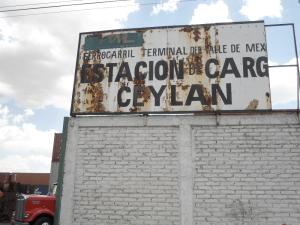 FERROCARRIL TERMINAL DEL VALLE DE MEX
ESTACION DE CARG
CEYLAN